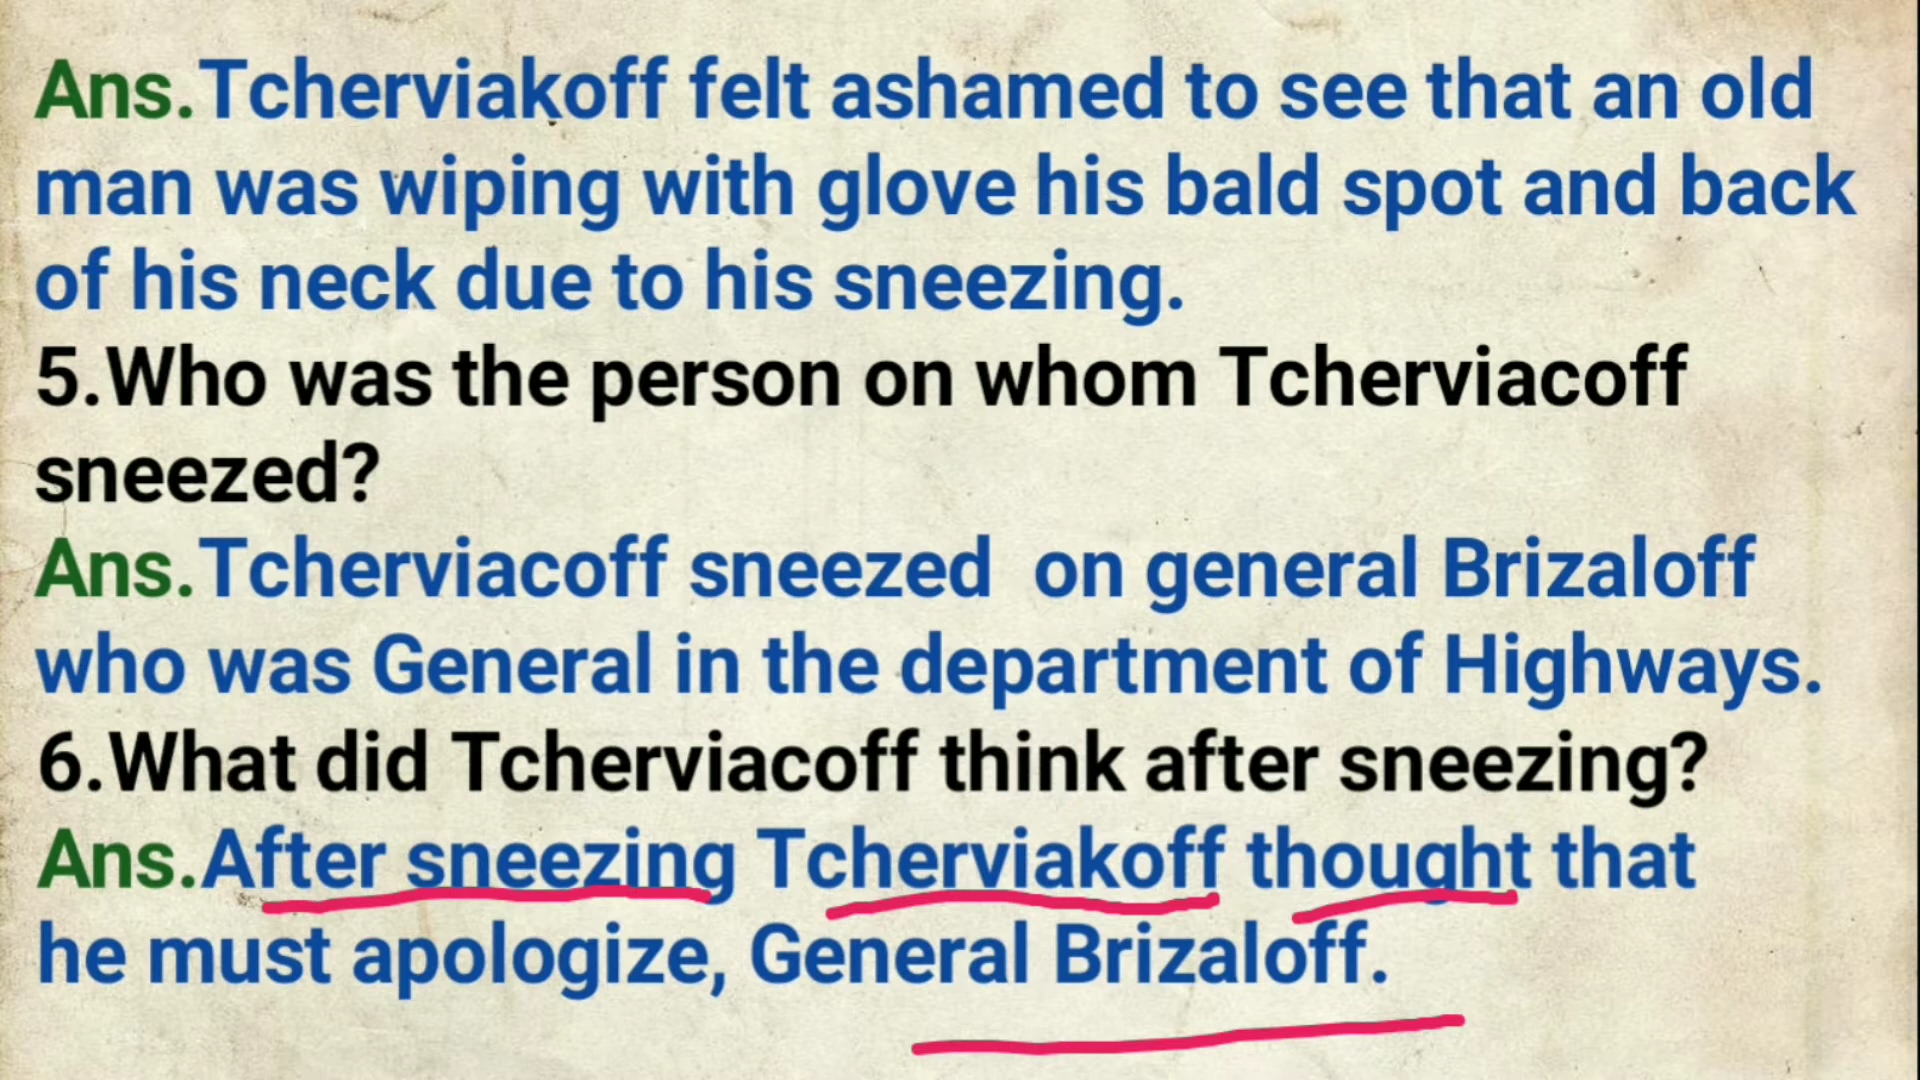 Ans.Tcherviakoff felt ashamed to see that an old
man was wiping with glove his bald spot and back
of his neck due to his sneezing.
5.Who was the person on whom Tcherviacoff
sneezed?
Ans.Tcherviacoff sneezed  on general Brizaloff
who was General in the department of Highways.
6.What did Tcherviacoff think after sneezing?
Ans.After sneezing Tcherviakoff thought that
he must apologize, General Brizaloff.